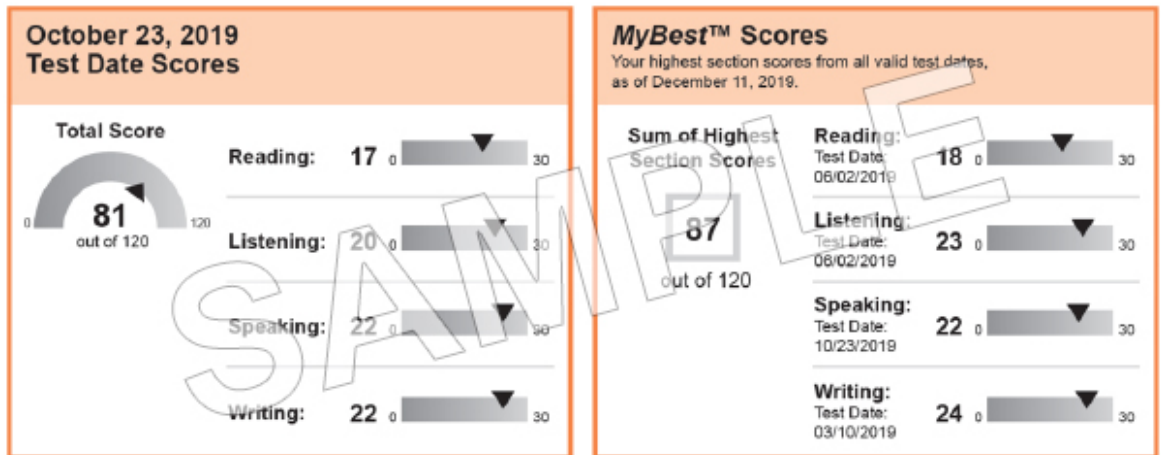 October 23, 2019
Test Date Scores
Total Score
0
81
120
out of 120
Reading: 17 0 30
Listening: 20 0 30
Speaking: 22 0 30
Writing: 22 0 30
MyBest™ Scores
Your highest section scores from all valid test dates,
as of December 11, 2019.
Sum of Highest
Section Scores
87
out of 120
Reading:
Test Date:
06/02/2019
18 0 30
Listening:
Test Date:
06/02/2019
23 0 30
Speaking:
Test Date:
10/23/2019
22 0 30
Writing:
Test Date:
03/10/2019
24 0 30
SAMPLE